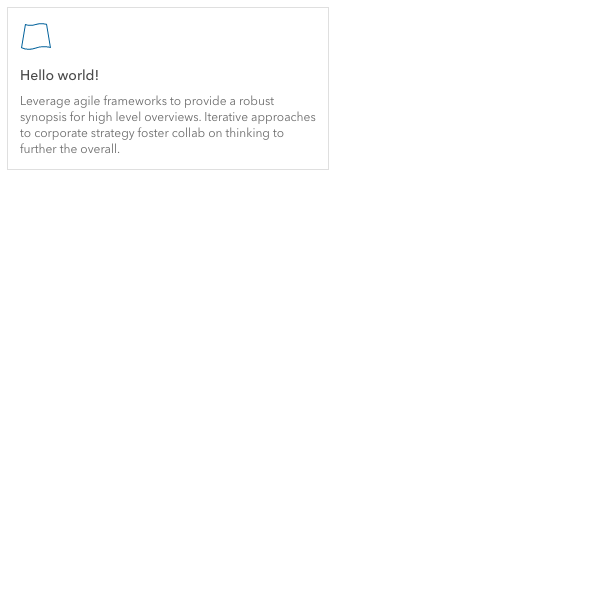 Hello world!
Leverage agile frameworks to provide a robust
synopsis for high level overviews. Iterative approaches
to corporate strategy foster collab on thinking to
further the overall.